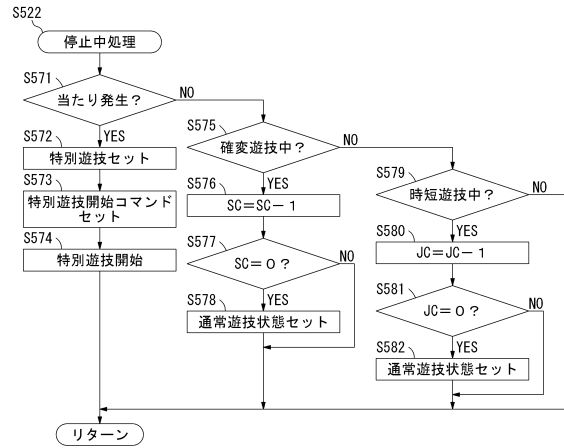 S522
停止中処理
S571
当たり発生？
NO
YES
S572
特別遊技セット
S573
特別遊技開始コマンド
セット
S574
特別遊技開始
S575
確変遊技中？
NO
YES
S576
SC＝SC－１
S577
SC＝０？
NO
YES
S578
通常遊技状態セット
S579
時短遊技中？
NO
YES
S580
JC＝JC－１
S581
JC＝０？
NO
YES
S582
通常遊技状態セット
リターン